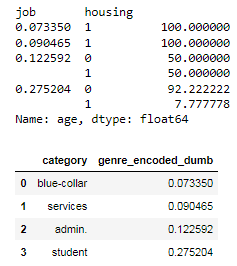 job housing
0.073350 1 100.000000
0.090465 1 100.000000
0.122592 0 50.000000
1 50.000000
0.275204 0 92.222222
1 7.777778
Name: age, dtype: float64
category genre_encoded_dumb
0 blue-collar 0.073350
1 services 0.090465
2 admin. 0.122592
3 student 0.275204